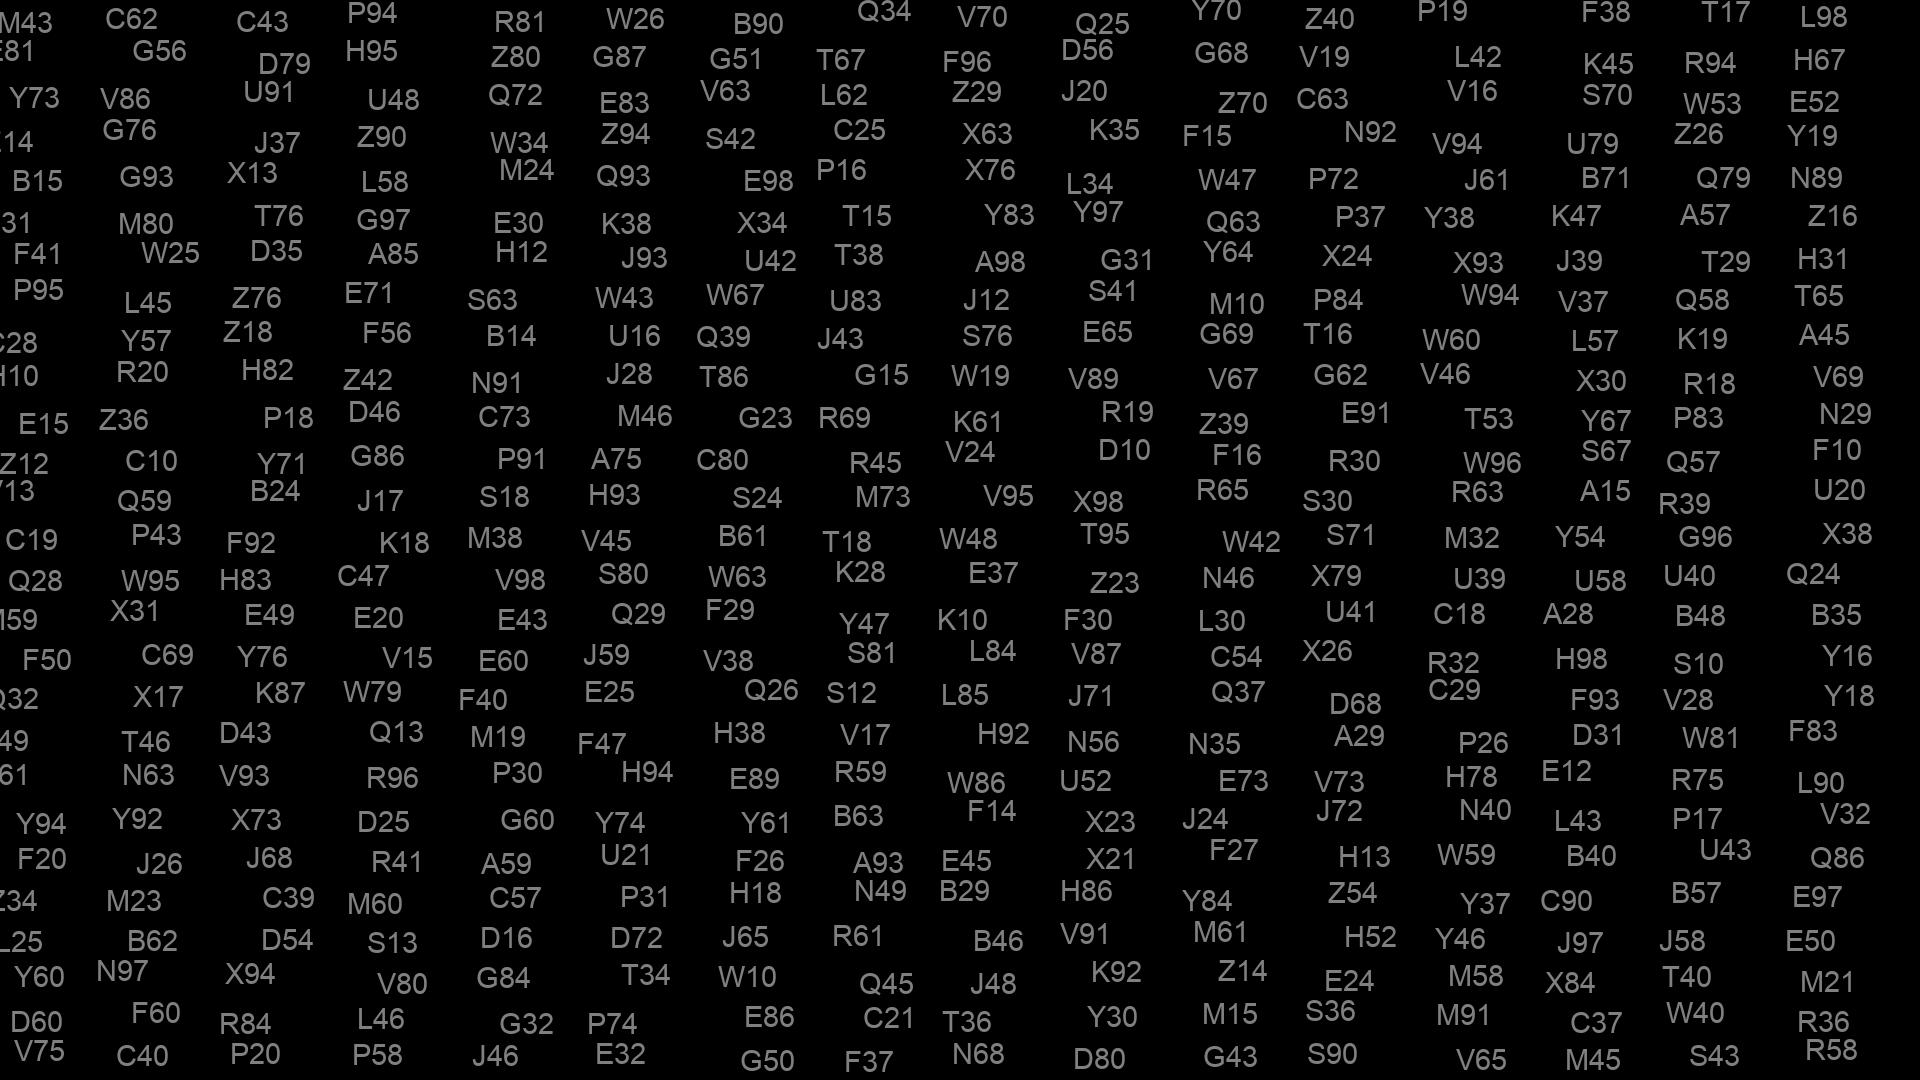 M43 C62 C43 P94 R81 W26 B90 Q34 V70 Q25 Y70 Z40 P19 F38 T17 L98
E81 G56 D79 H95 Z80 G87 G51 T67 F96 D56 G68 V19 L42 K45 R94 H67
Y73 V86 U91 U48 Q72 E83 V63 L62 Z29 J20 Z70 C63 V16 S70 W53 E52
14 G76 J37 Z90 W34 Z94 S42 C25 X63 K35 F15 N92 V94 U79 Z26 Y19
B15 G93 X13 L58 M24 Q93 E98 P16 X76 L34 W47 P72 J61 B71 Q79 N89
31 M80 T76 G97 E30 K38 X34 T15 Y83 Y97 Q63 P37 Y38 K47 A57 Z16
F41 W25 D35 A85 H12 J93 U42 T38 A98 G31 Y64 X24 X93 J39 T29 H31
P95 L45 Z76 E71 S63 W43 W67 U83 J12 S41 M10 P84 W94 V37 Q58 T65
C28 Y57 Z18 F56 B14 U16 Q39 J43 S76 E65 G69 T16 W60 L57 K19 A45
H10 R20 H82 Z42 N91 J28 T86 G15 W19 V89 V67 G62 V46 X30 R18 V69
E15 Z36 P18 D46 C73 M46 G23 R69 K61 R19 Z39 E91 T53 Y67 P83 N29
Z12 C10 Y71 G86 P91 A75 C80 R45 V24 D10 F16 R30 W96 S67 Q57 F10
13 Q59 B24 J17 S18 H93 S24 M73 V95 X98 R65 S30 R63 A15 R39 U20
C19 P43 F92 K18 M38 V45 B61 T18 W48 T95 W42 S71 M32 Y54 G96 X38
Q28 W95 H83 C47 V98 S80 W63 K28 E37 Z23 N46 X79 U39 U58 U40 Q24
M59 X31 E49 E20 E43 Q29 F29 Y47 K10 F30 L30 U41 C18 A28 B48 B35
F50 C69 Y76 V15 E60 J59 V38 S81 L84 V87 C54 X26 R32 H98 S10 Y16
Q32 X17 K87 W79 F40 E25 Q26 S12 L85 J71 Q37 D68 C29 F93 V28 Y18
49 T46 D43 Q13 M19 F47 H38 V17 H92 N56 N35 A29 P26 D31 W81 F83
61 N63 V93 R96 P30 H94 E89 R59 W86 U52 E73 V73 H78 E12 R75 L90
Y94 Y92 X73 D25 G60 Y74 Y61 B63 F14 X23 J24 J72 N40 L43 P17 V32
F20 J26 J68 R41 A59 U21 F26 A93 E45 X21 F27 H13 W59 B40 U43 Q86
Z34 M23 C39 M60 C57 P31 H18 N49 B29 H86 Y84 Z54 Y37 C90 B57 E97
L25 B62 D54 S13 D16 D72 J65 R61 B46 V91 M61 H52 Y46 J97 J58 E50
Y60 N97 X94 V80 G84 T34 W10 Q45 J48 K92 Z14 E24 M58 X84 T40 M21
D60 F60 R84 L46 G32 P74 E86 C21 T36 Y30 M15 S36 M91 C37 W40 R36
V75 C40 P20 P58 J46 E32 G50 F37 N68 D80 G43 S90 V65 M45 S43 R58